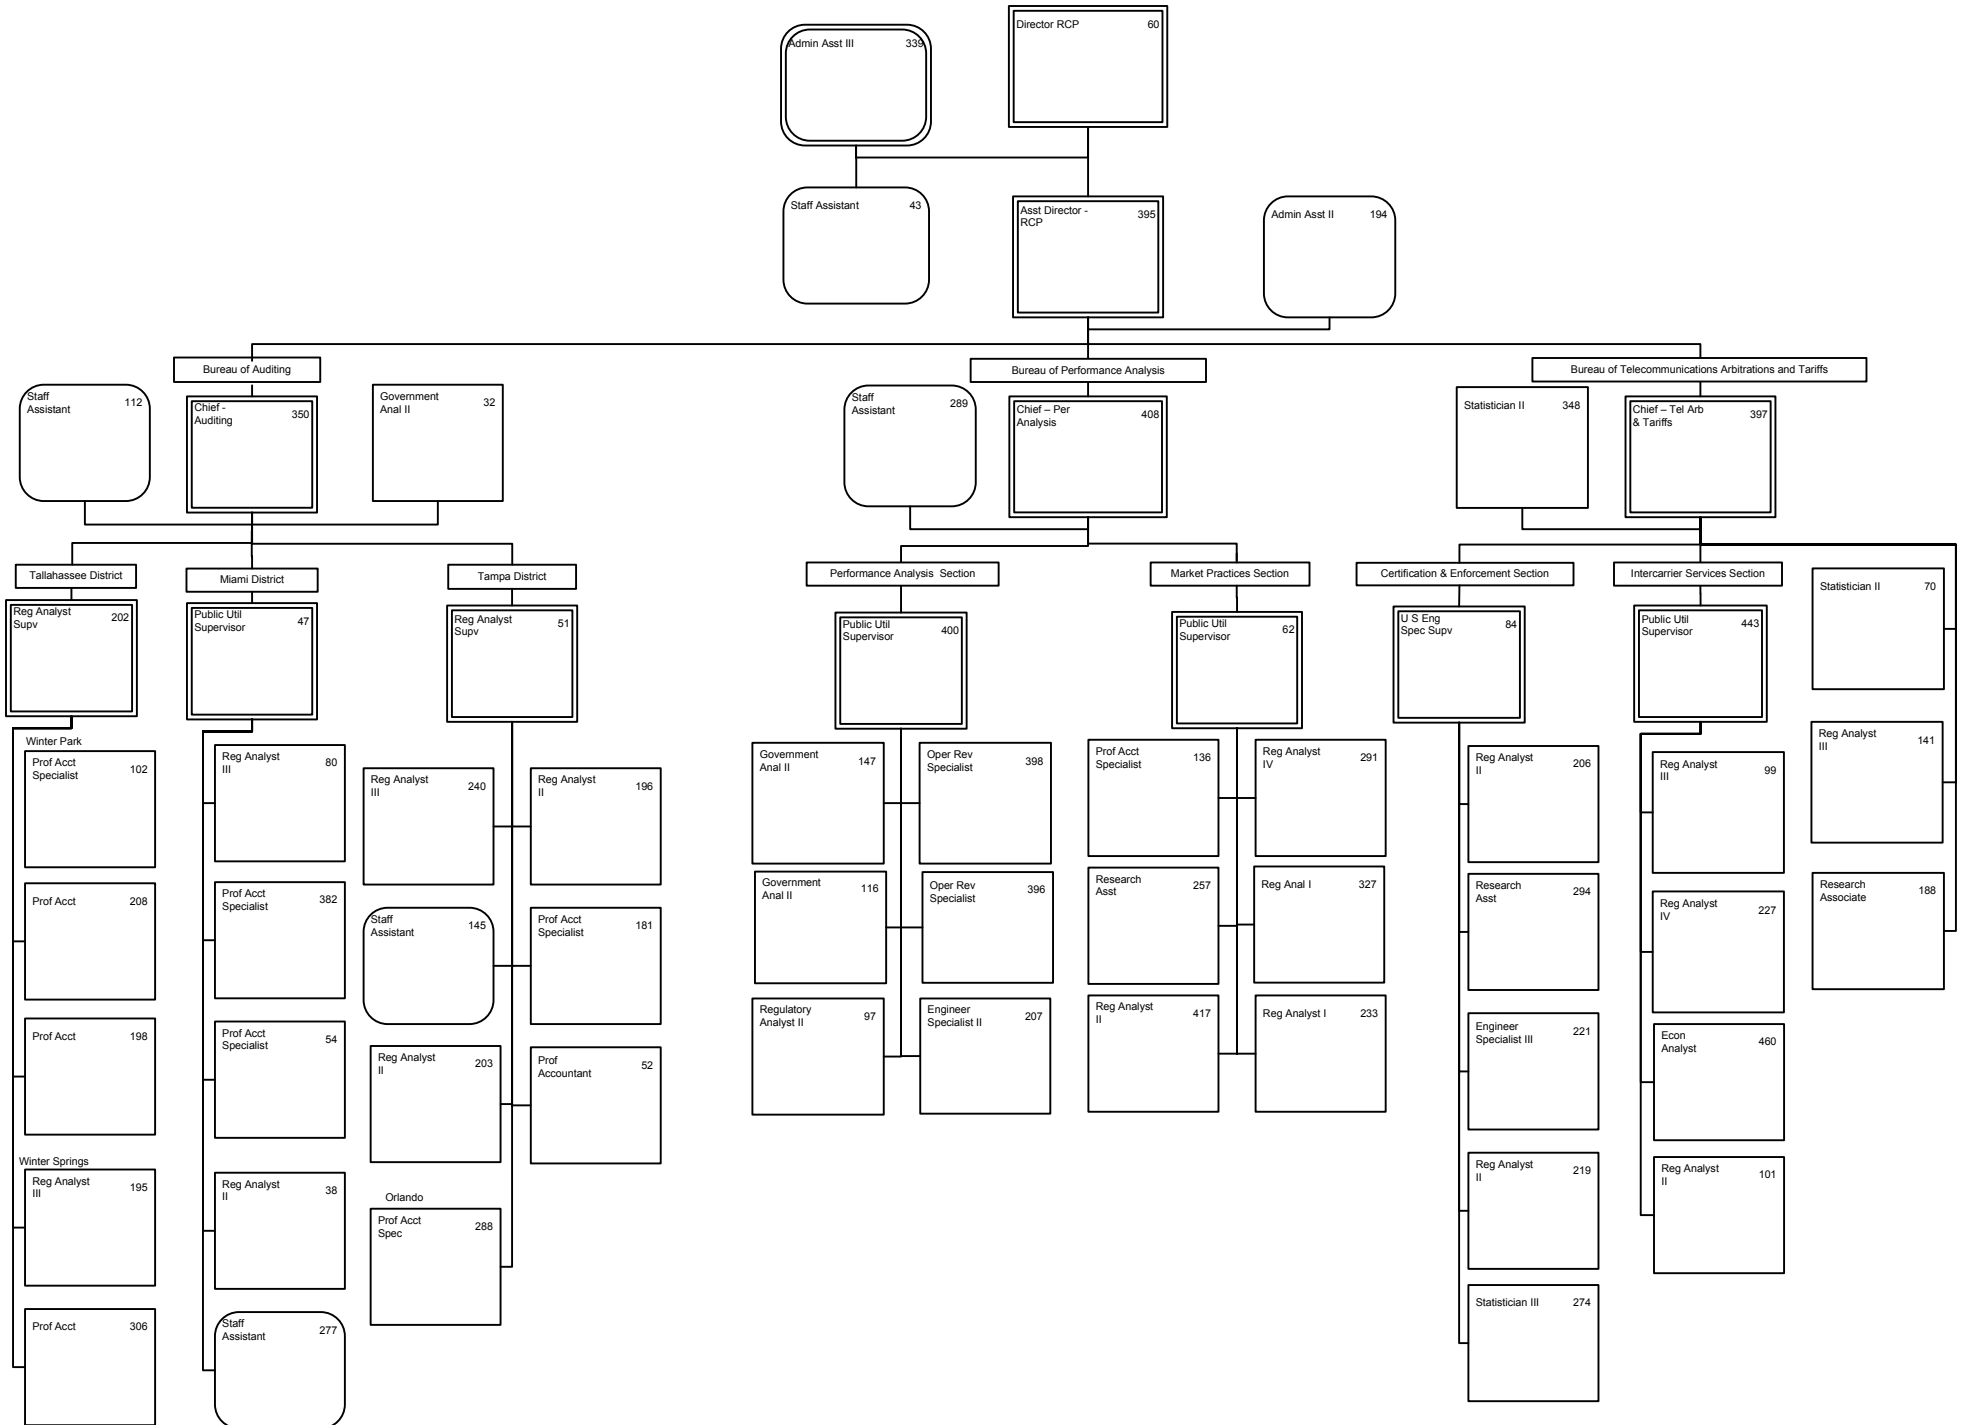 Director RCP 60
Admin Asst III 339
Staff Assistant 43
Asst Director -
RCP 395
Admin Asst II 194
Bureau of Auditing
Bureau of Performance Analysis
Bureau of Telecommunications Arbitrations and Tariffs
Staff
Assistant 112
Chief -
Auditing 350
Government
Anal II 32
Staff
Assistant 289
Chief – Per
Analysis 408
Statistician II 348
Chief – Tel Arb
& Tariffs 397
Tallahassee District
Miami District
Tampa District
Performance Analysis Section
Market Practices Section
Certification & Enforcement Section
Intercarrier Services Section
Reg Analyst
Supv 202
Public Util
Supervisor 47
Reg Analyst
Supv 51
Public Util
Supervisor 400
Public Util
Supervisor 62
U S Eng
Spec Supv 84
Public Util
Supervisor 443
Statistician II 70
Reg Analyst
III 141
Research
Associate 188
Winter Park
Prof Acct
Specialist 102
Prof Acct 208
Prof Acct 198
Winter Springs
Reg Analyst
III 195
Prof Acct 306
Reg Analyst
III 80
Prof Acct
Specialist 382
Prof Acct
Specialist 54
Reg Analyst
II 38
Staff
Assistant 277
Reg Analyst
III 240
Reg Analyst
II 196
Staff
Assistant 145
Prof Acct
Specialist 181
Reg Analyst
II 203
Prof
Accountant 52
Orlando
Prof Acct
Spec 288
Government
Anal II 147
Oper Rev
Specialist 398
Government
Anal II 116
Oper Rev
Specialist 396
Regulatory
Analyst II 97
Engineer
Specialist II 207
Prof Acct
Specialist 136
Reg Analyst
IV 291
Research
Asst 257
Reg Anal I 327
Reg Analyst
II 417
Reg Analyst I 233
Reg Analyst
II 206
Research
Asst 294
Engineer
Specialist III 221
Reg Analyst
II 219
Statistician III 274
Reg Analyst
III 99
Reg Analyst
IV 227
Econ
Analyst 460
Reg Analyst
II 101